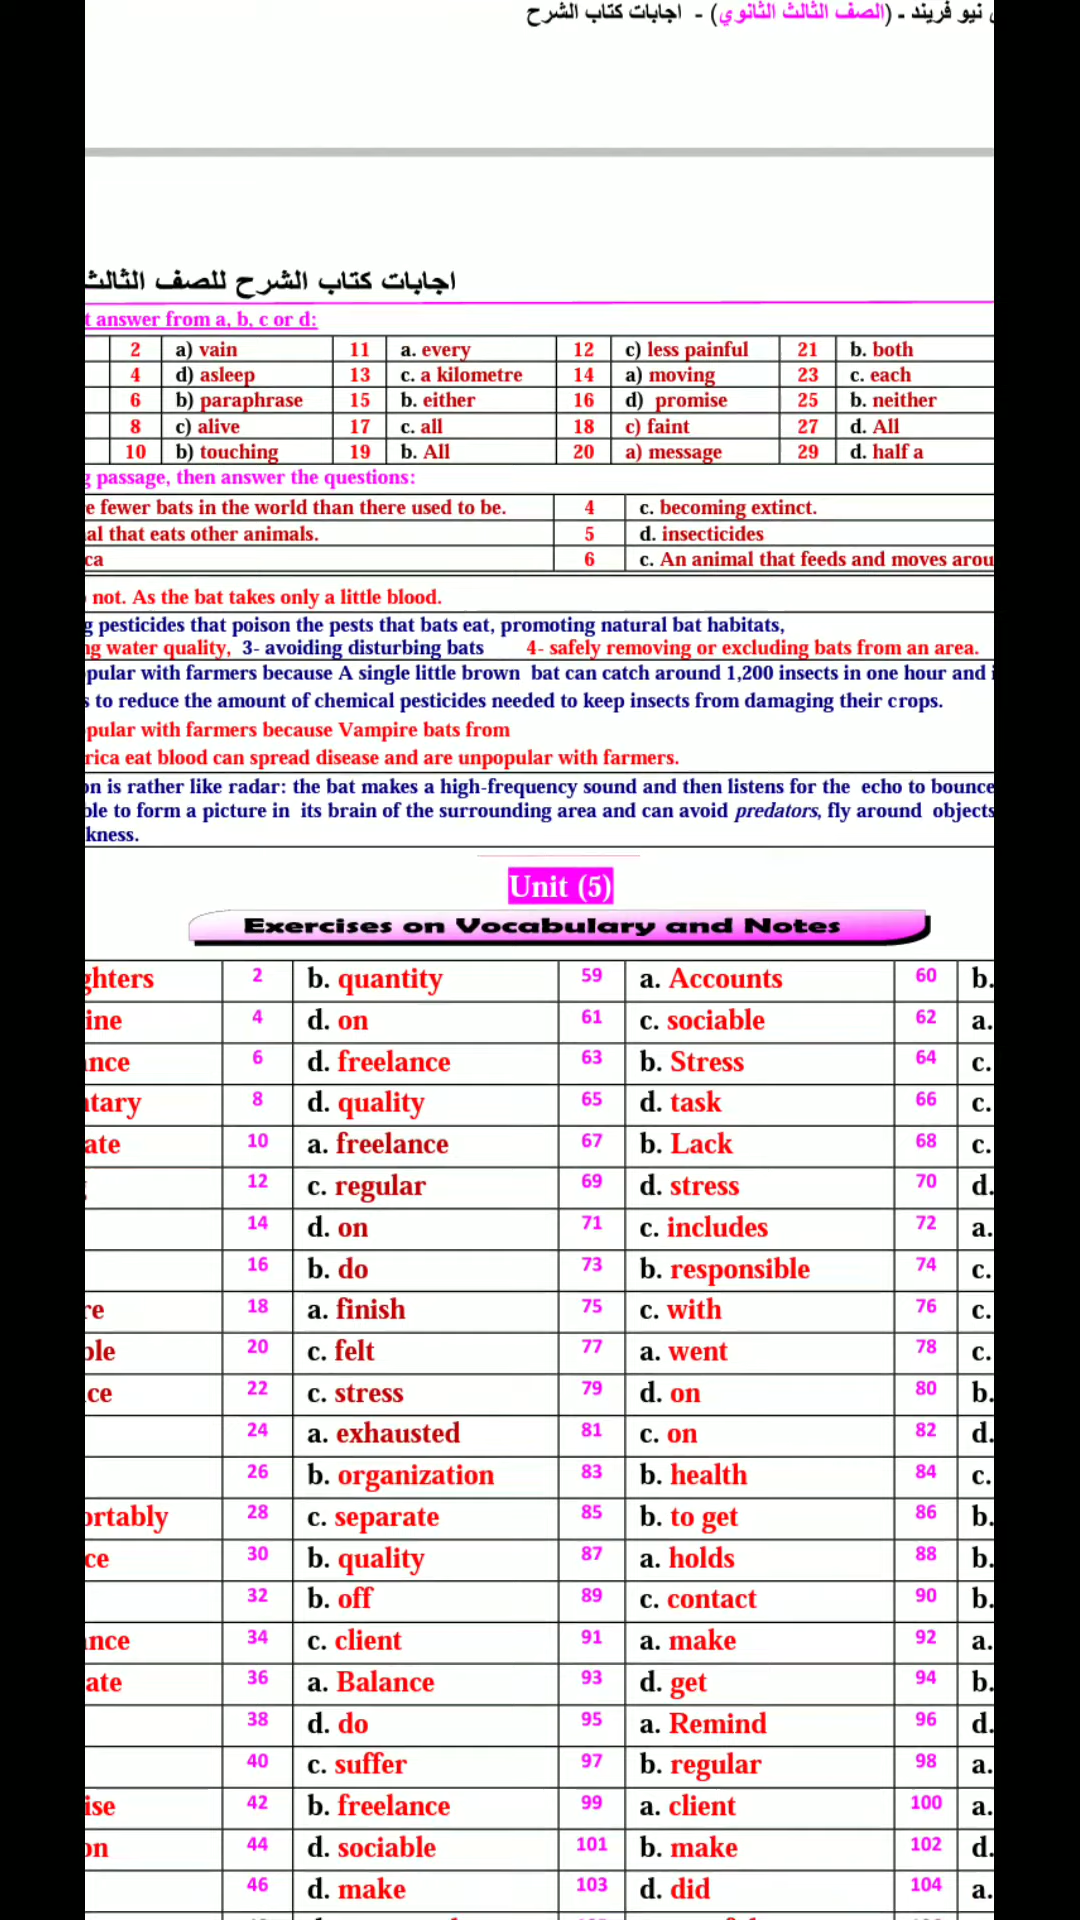 نيو فريند - (الصف الثالث الثانوي) - اجابات كتاب الشرح
اجابات كتاب الشرح للصف الثالث
t answer from a, b, c or d:
2 a) vain 11 a. every 12 c) less painful 21 b. both
4 d) asleep 13 c. a kilometre 14 a) moving 23 c. each
6 b) paraphrase 15 b. either 16 d) promise 25 b. neither
8 c) alive 17 c. all 18 c) faint 27 d. All
10 b) touching 19 b. All 20 a) message 29 d. half a
g passage, then answer the questions:
e fewer bats in the world than there used to be. 4 c. becoming extinct.
al that eats other animals. 5 d. insecticides
ca 6 c. An animal that feeds and moves arou
not. As the bat takes only a little blood.
g pesticides that poison the pests that bats eat, promoting natural bat habitats,
ng water quality, 3- avoiding disturbing bats 4- safely removing or excluding bats from an area.
pular with farmers because A single little brown bat can catch around 1,200 insects in one hour and i
s to reduce the amount of chemical pesticides needed to keep insects from damaging their crops.
pular with farmers because Vampire bats from
rica eat blood can spread disease and are unpopular with farmers.
on is rather like radar: the bat makes a high-frequency sound and then listens for the echo to bounce
ble to form a picture in its brain of the surrounding area and can avoid predators, fly around objects
kness.
Unit (5)
Exercises on Vocabulary and Notes
ghters 2 b. quantity 59 a. Accounts 60 b.
ine 4 d. on 61 c. sociable 62 a.
nce 6 d. freelance 63 b. Stress 64 c.
tary 8 d. quality 65 d. task 66 c.
ate 10 a. freelance 67 b. Lack 68 c.
12 c. regular 69 d. stress 70 d.
14 d. on 71 c. includes 72 a.
16 b. do 73 b. responsible 74 c.
re 18 a. finish 75 c. with 76 c.
ble 20 c. felt 77 a. went 78 c.
ce 22 c. stress 79 d. on 80 b.
24 a. exhausted 81 c. on 82 d.
26 b. organization 83 b. health 84 c.
ortably 28 c. separate 85 b. to get 86 b.
ce 30 b. quality 87 a. holds 88 b.
32 b. off 89 c. contact 90 b.
nce 34 c. client 91 a. make 92 a.
ate 36 a. Balance 93 d. get 94 b.
38 d. do 95 a. Remind 96 d.
40 c. suffer 97 b. regular 98 a.
ise 42 b. freelance 99 a. client 100 a.
on 44 d. sociable 101 b. make 102 d.
46 d. make 103 d. did 104 a.